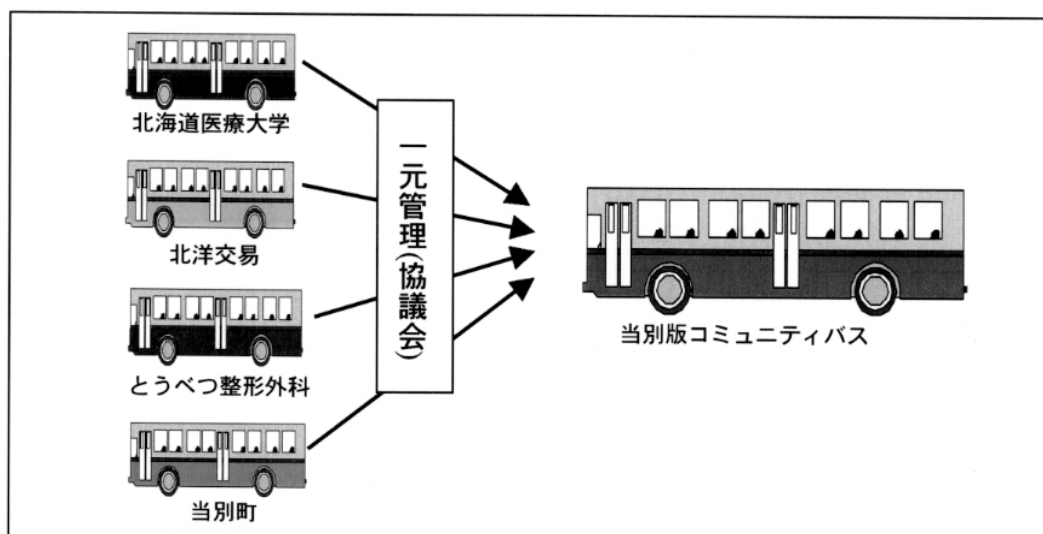 北海道医療大学
北洋交易
とうべつ整形外科
当別町
一元管理(協議会)
当別版コミュニティバス